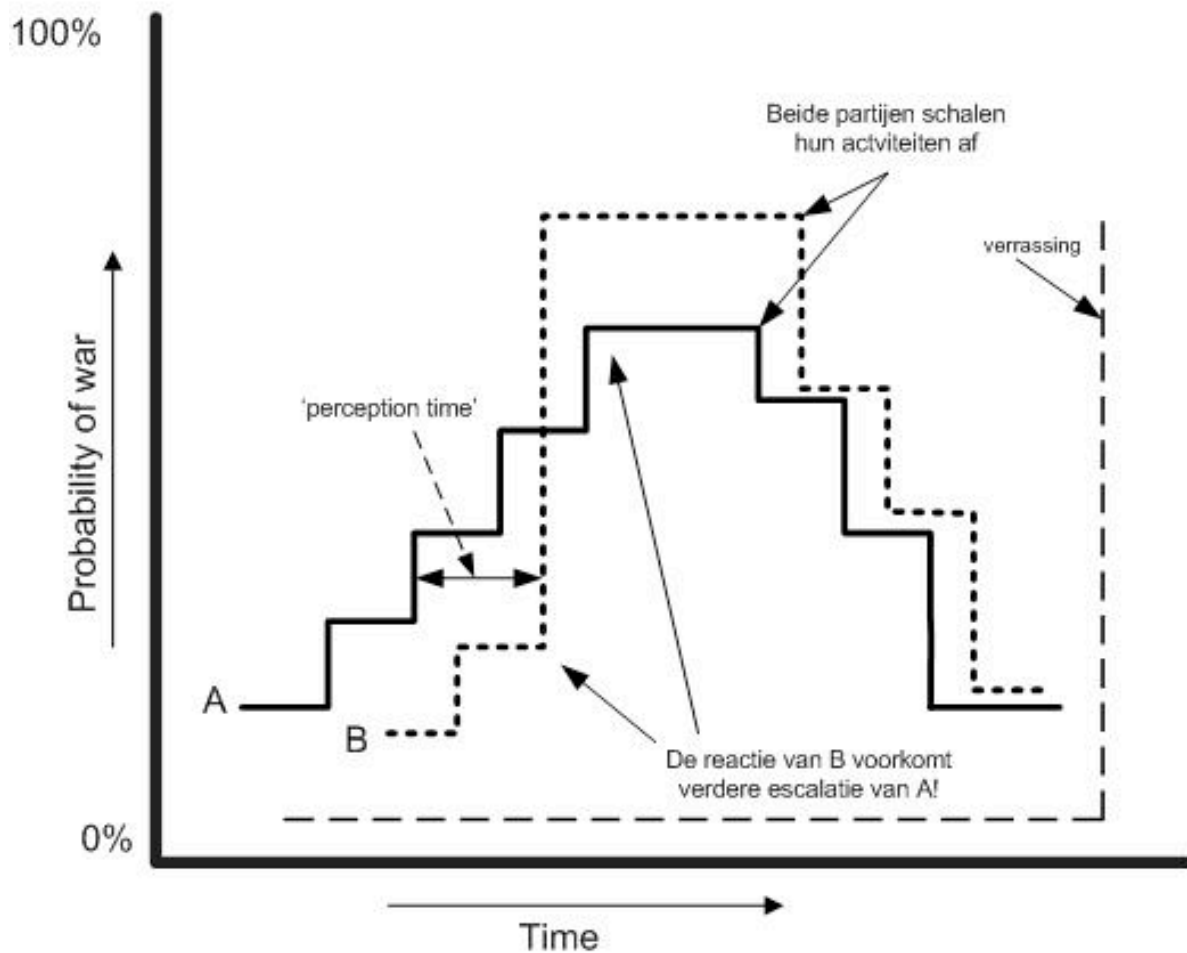 100%
Beide partijen schalen
hun actviteiten af
verrassing
Probability of war
'perception time'
A
B
De reactie van B voorkomt
verdere escalatie van A!
0%
Time